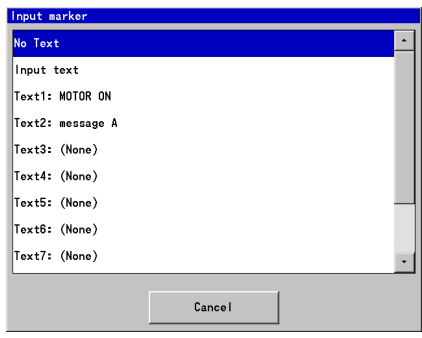 Input marker
No Text
Input text
Text1: MOTOR ON
Text2: message A
Text3: (None)
Text4: (None)
Text5: (None)
Text6: (None)
Text7: (None)
Cancel